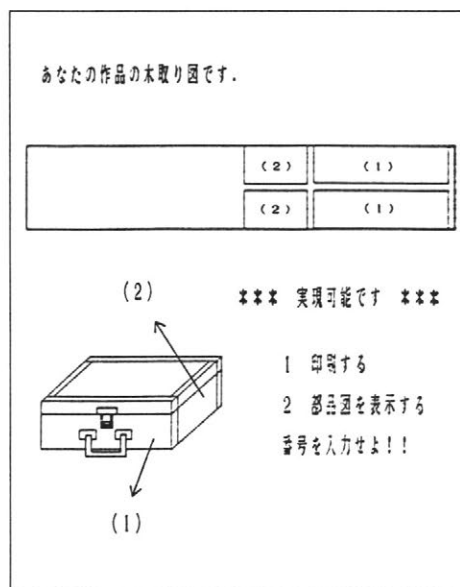 あなたの作品の木取り図です.
(2) (1)
(2) (1)
(2)
*** 実現可能です ***
1 印刷する
2 部品図を表示する
番号を入力せよ!!
(1)